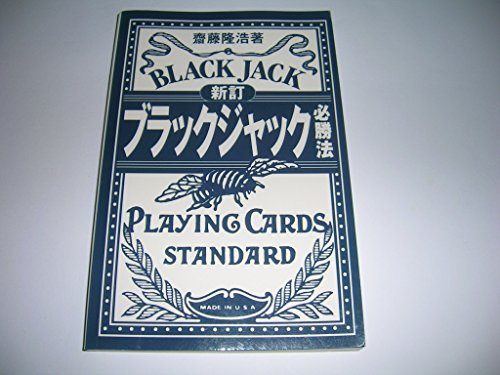 齋藤隆浩著
BLACK JACK
新訂
ブラックジャック必勝法
PLAYING CARDS
STANDARD
MADE IN U.S.A